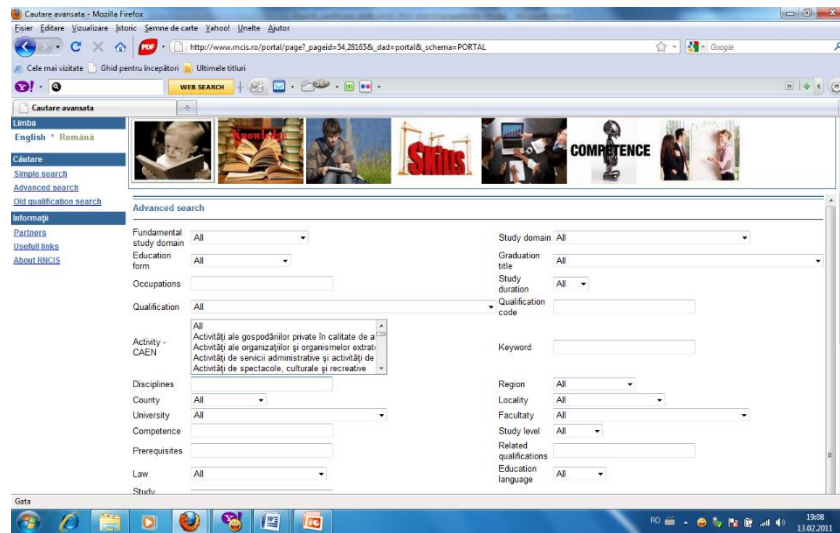 Cautare avansata - Mozilla Firefox
Fișier Editare Vizualizare Istoric Semne de carte Yahoo! Unelte Ajutor
PDF http://www.rncis.ro/portal/page?_pageid=54,28165&_dad=portal&_schema=PORTAL Google
Cele mai vizitate Ghid pentru începători Ultimele titluri
Y! WEB SEARCH
Cautare avansata
Limba
English * Română
Căutare
Simple search
Advanced search
Old qualification search
Informaţii
Partners
Usefull links
About RNCIS
Knowledge Skills COMPETENCE
Advanced search
Fundamental study domain All Study domain All
Education form All Graduation title All
Occupations Study duration All
Qualification All Qualification code
All
Activităţi ale gospodăriilor private în calitate de a
Activity - CAEN Activităţi ale organizaţiilor şi organismelor extrate Keyword
Activităţi de servicii administrative şi activităţi de
Activităţi de spectacole, culturale şi recreative
Disciplines Region All
County All Locality All
University All Facultaty All
Competence Study level All
Prerequisites Related qualifications
Law All Education language All
Study
Gata
RO 19:08
13.02.2011